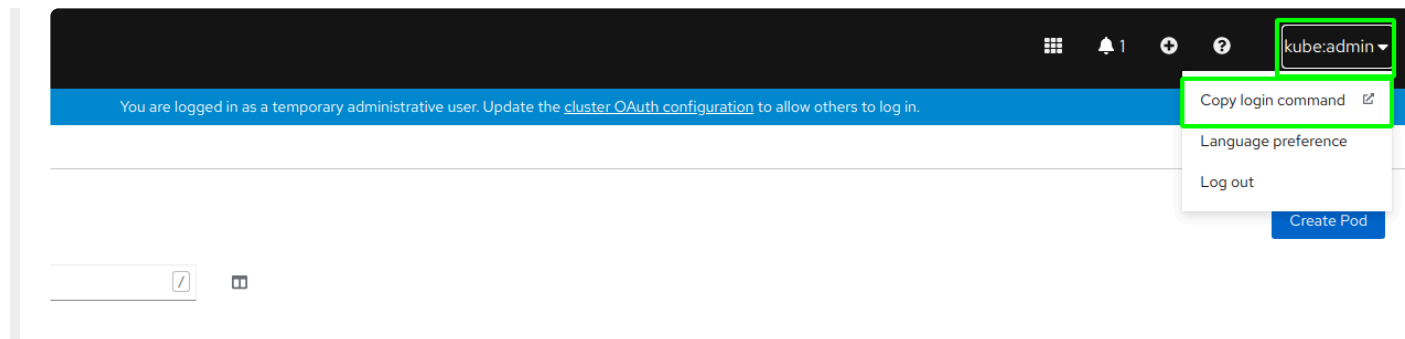 1 kube:admin
You are logged in as a temporary administrative user. Update the cluster OAuth configuration to allow others to log in.
Copy login command
Language preference
Log out
Create Pod
/